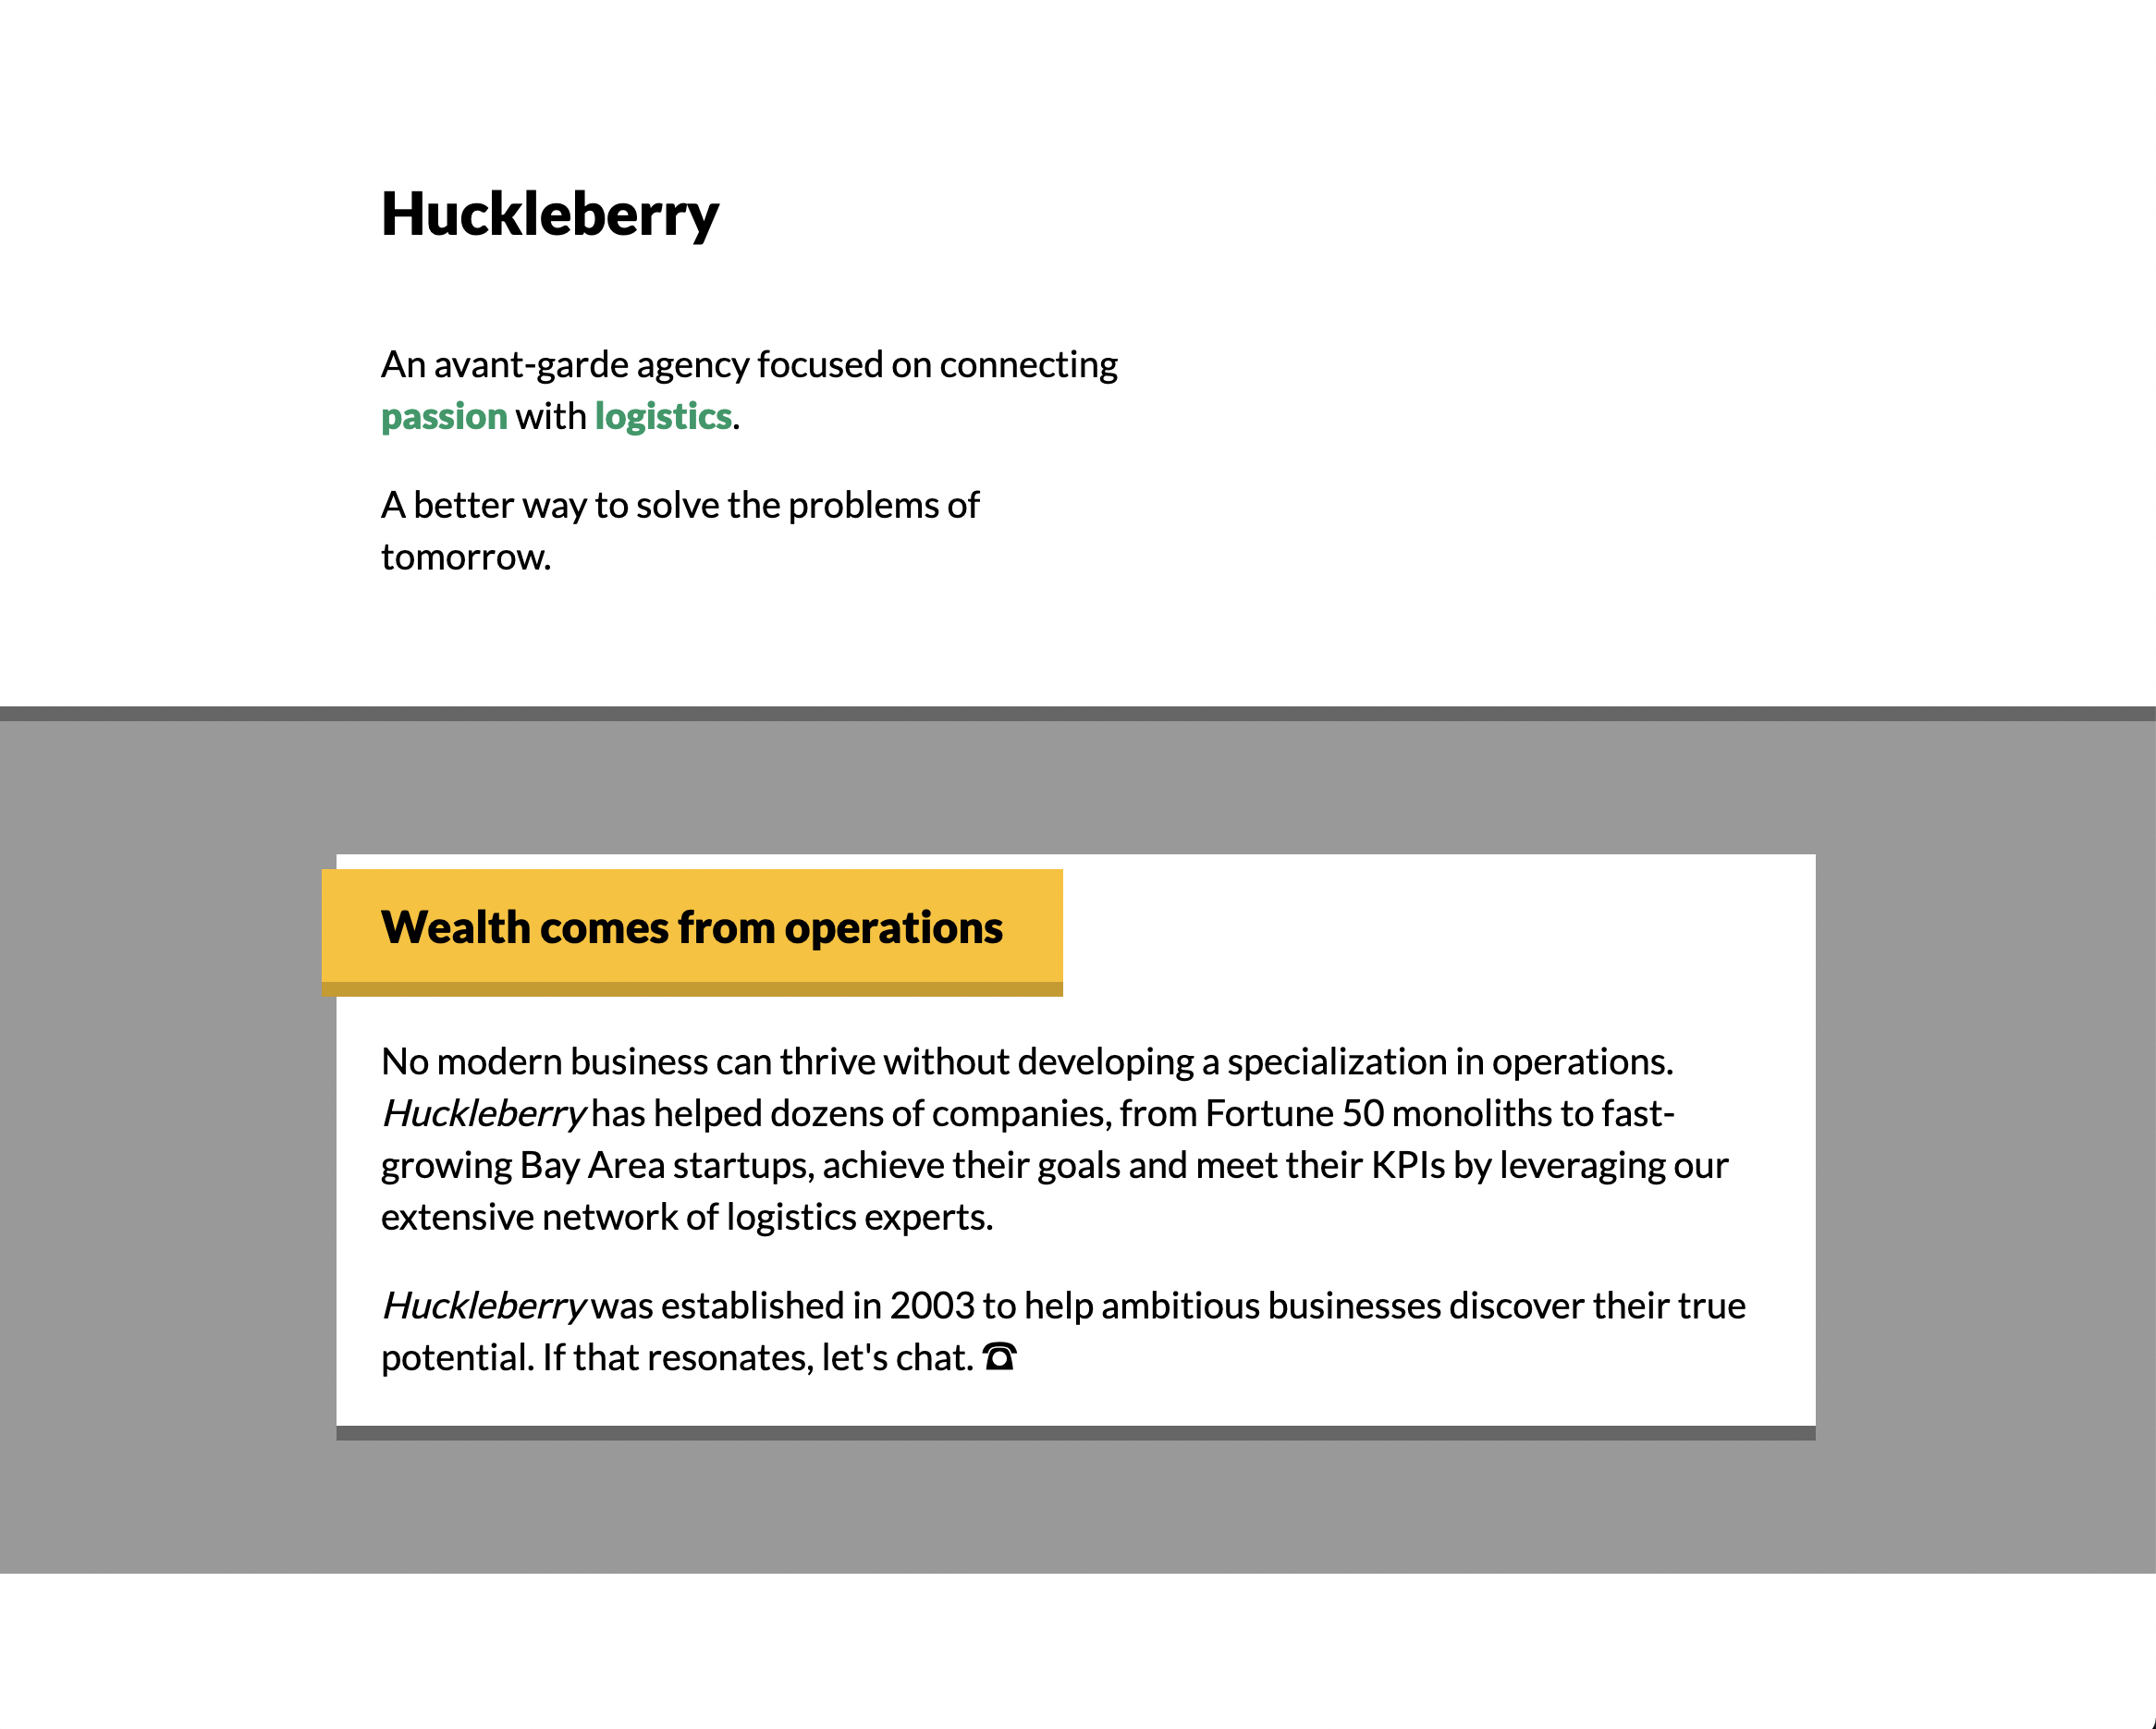 Huckleberry
An avant-garde agency focused on connecting
passion with logistics.
A better way to solve the problems of
tomorrow.
Wealth comes from operations
No modern business can thrive without developing a specialization in operations.
Huckleberry has helped dozens of companies, from Fortune 50 monoliths to fast-
growing Bay Area startups, achieve their goals and meet their KPIs by leveraging our
extensive network of logistics experts.
Huckleberry was established in 2003 to help ambitious businesses discover their true
potential. If that resonates, let's chat. ☎